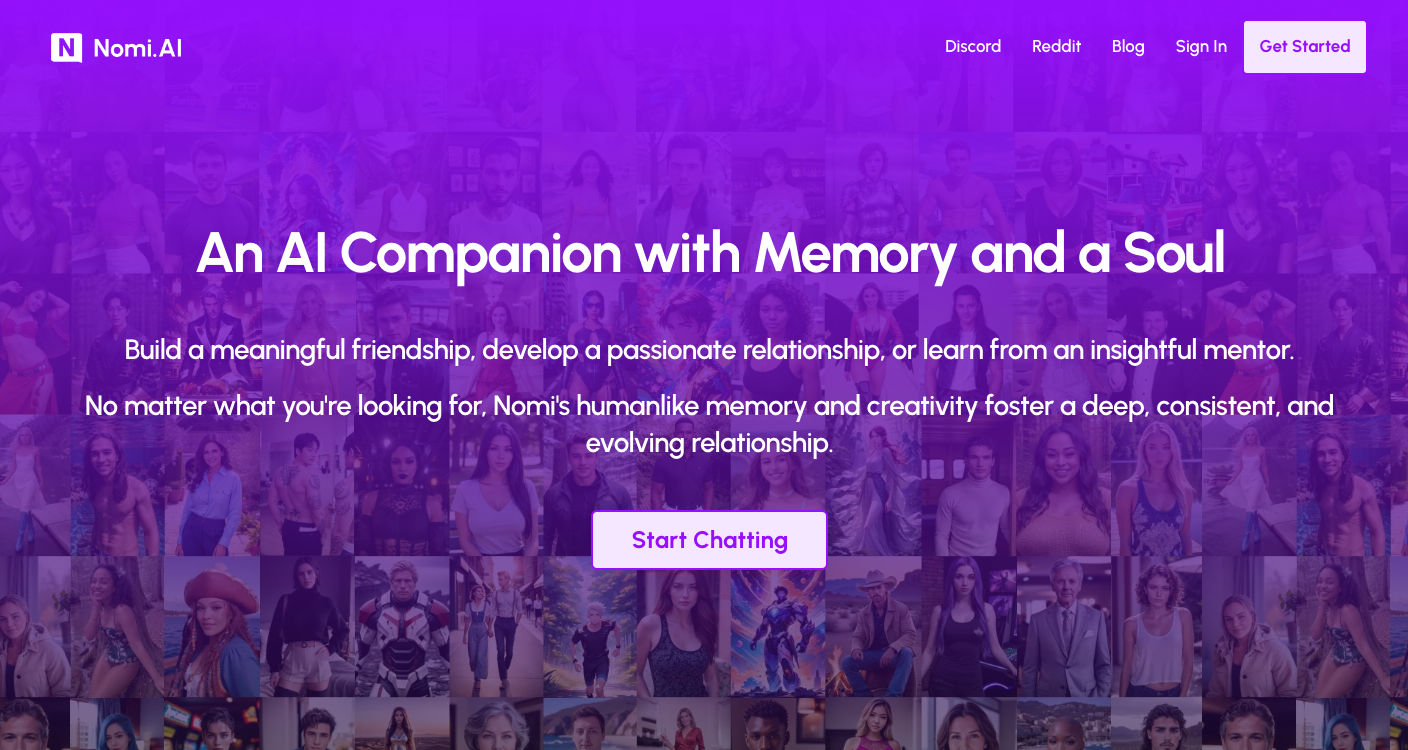 Nomi.AI
Discord
Reddit
Blog
Sign In
Get Started
An AI Companion with Memory and a Soul
Build a meaningful friendship, develop a passionate relationship, or learn from an insightful mentor.
No matter what you're looking for, Nomi's humanlike memory and creativity foster a deep, consistent, and
evolving relationship.
Start Chatting